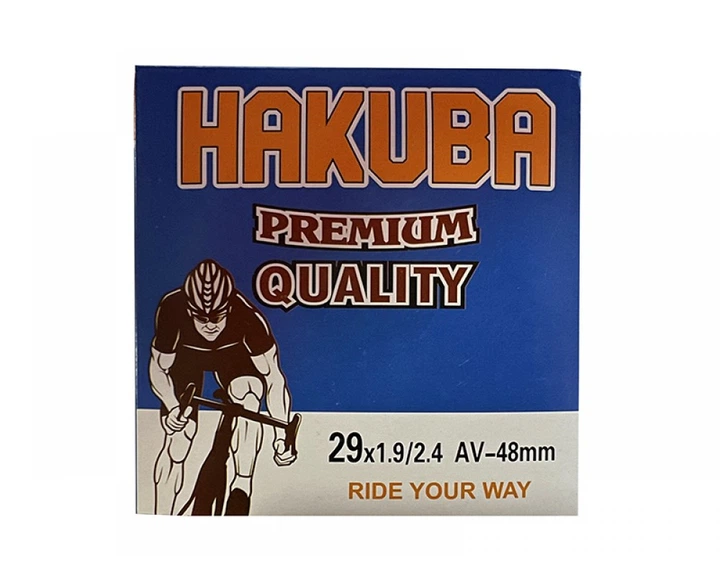 HAKUBA
PREMIUM
QUALITY
29x1.9/2.4 AV-48mm
RIDE YOUR WAY